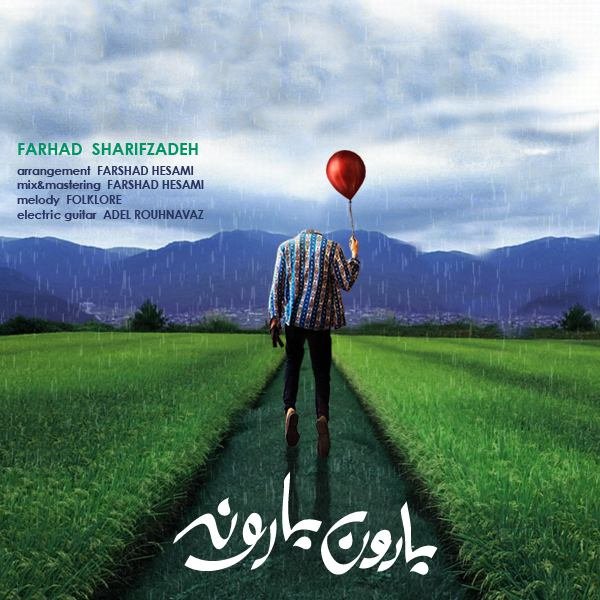 FARHAD SHARIFZADEH
arrangement FARSHAD HESAMI
mix&mastering FARSHAD HESAMI
melody FOLKLORE
electric guitar ADEL ROUHNAVAZ
بارون بارونه